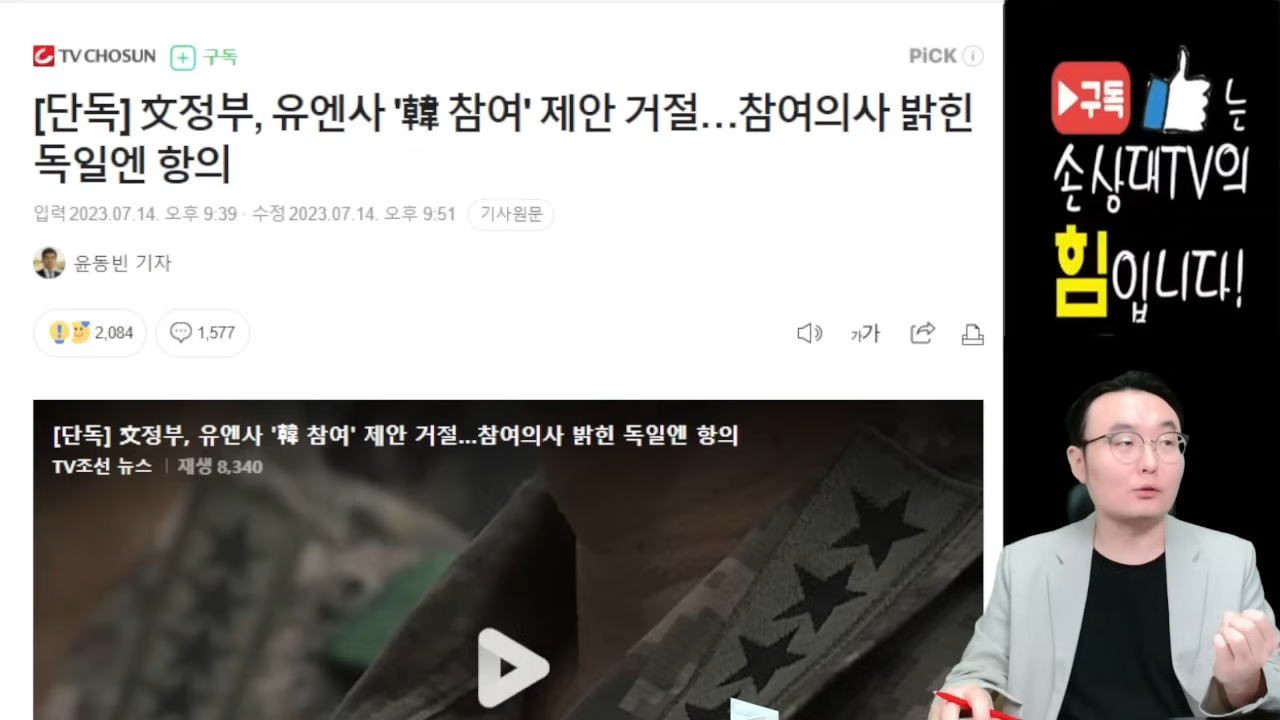 TV CHOSUN 구독
PiCK
[단독] 文정부, 유엔사 '韓 참여' 제안 거절…참여의사 밝힌
독일엔 항의
입력 2023.07.14. 오후 9:39 · 수정 2023.07.14. 오후 9:51 기사원문
윤동빈 기자
2,084 1,577
가가
[단독] 文정부, 유엔사 '韓 참여' 제안 거절...참여의사 밝힌 독일엔 항의
TV조선 뉴스 | 재생 8,340
구독 는
손상대TV의
힘입니다!